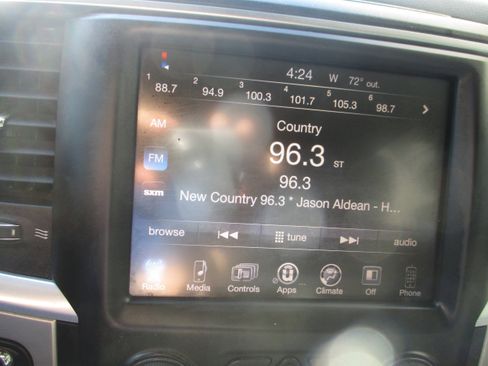 4:24 W 72° out.
1 88.7 2 94.9 3 100.3 4 101.7 5 105.3 6 98.7
AM
Country
FM
96.3 ST
96.3
sxm
New Country 96.3 * Jason Aldean - H...
browse tune audio
Radio Media Controls Apps Climate Off Phone